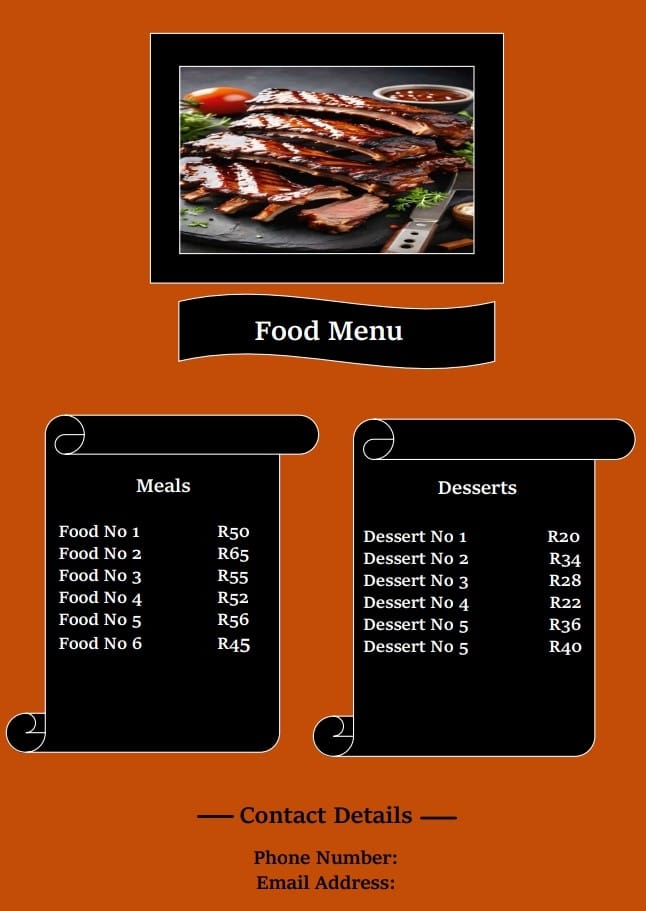 Food Menu
Meals
Food No 1 R50
Food No 2 R65
Food No 3 R55
Food No 4 R52
Food No 5 R56
Food No 6 R45
Desserts
Dessert No 1 R20
Dessert No 2 R34
Dessert No 3 R28
Dessert No 4 R22
Dessert No 5 R36
Dessert No 5 R40
Contact Details
Phone Number:
Email Address: